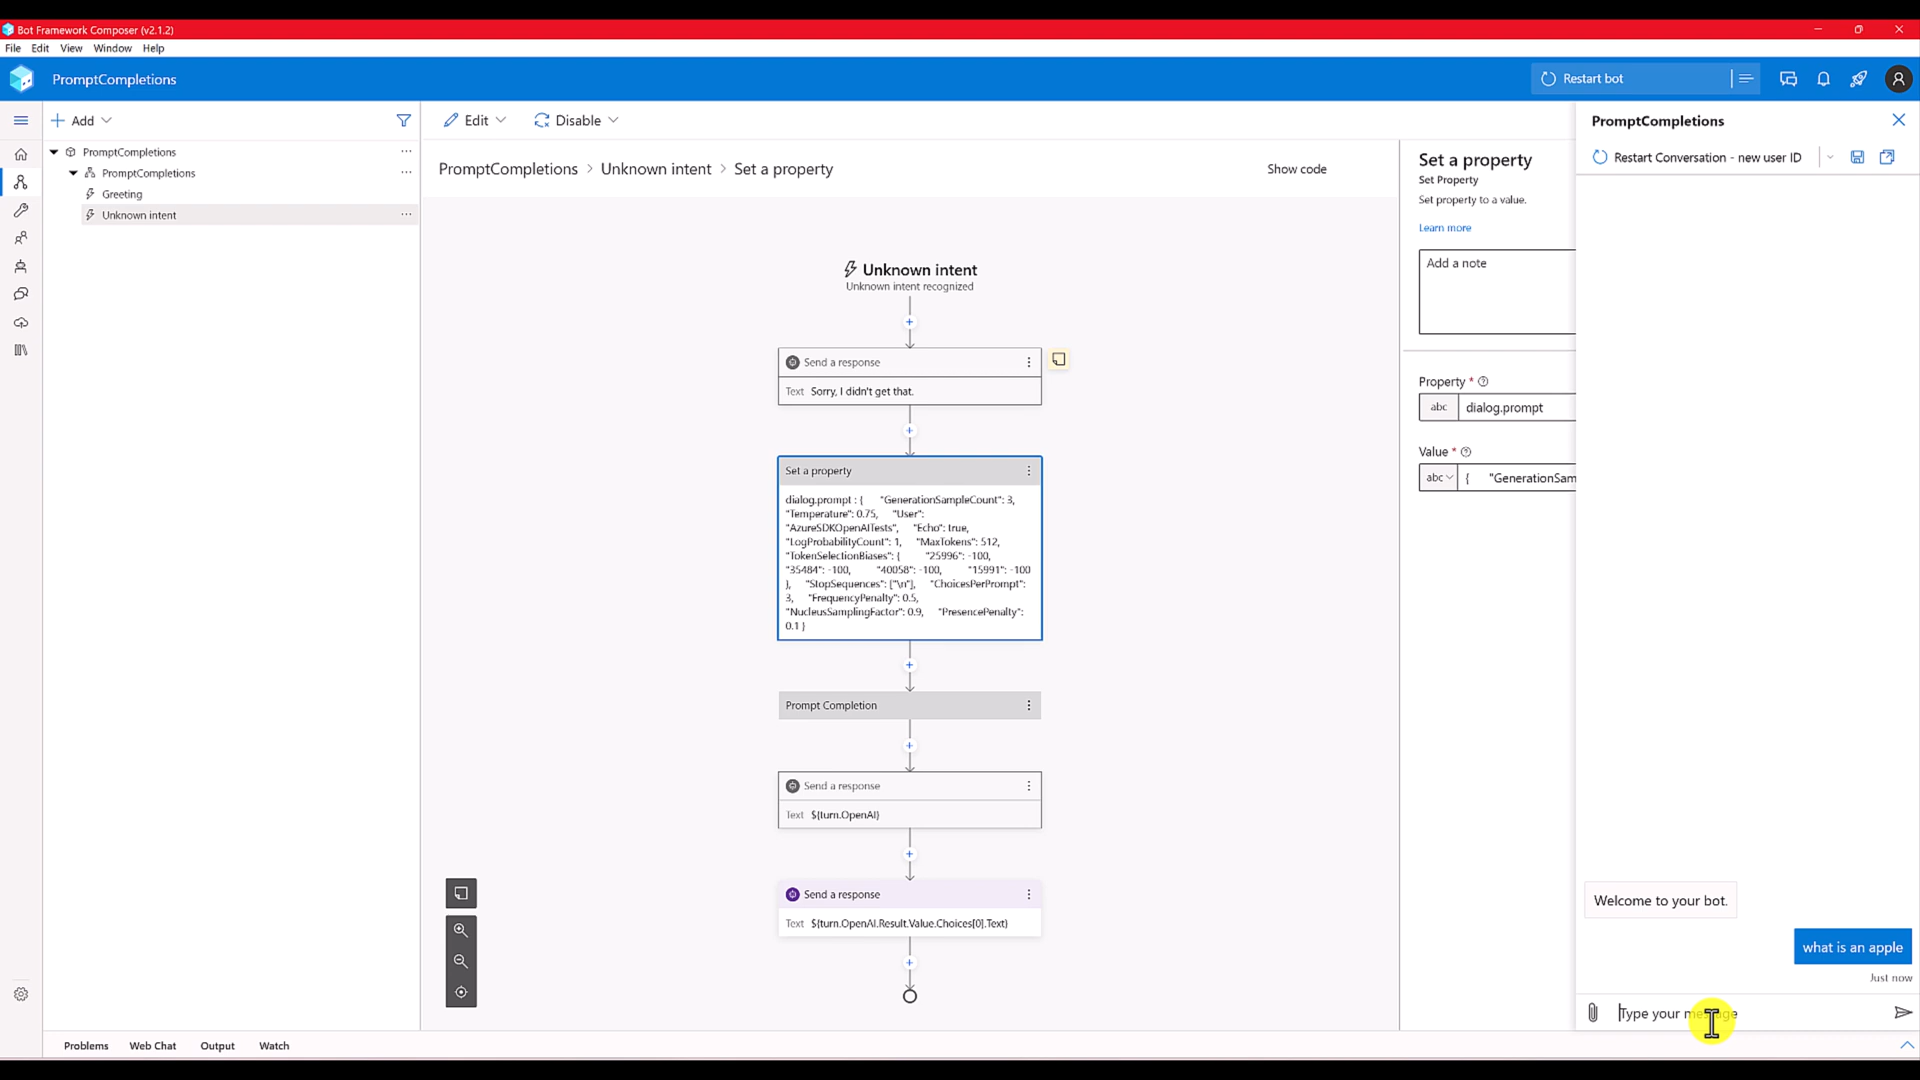 Bot Framework Composer (v2.1.2)
File Edit View Window Help
PromptCompletions
Restart bot
Add
Edit
Disable
PromptCompletions
PromptCompletions
Greeting
Unknown intent
PromptCompletions > Unknown intent > Set a property
Show code
Unknown intent
Unknown intent recognized
Send a response
Text Sorry, I didn't get that.
Set a property
dialog.prompt : { "GenerationSampleCount": 3,
"Temperature": 0.75, "User":
"AzureSDKOpenAITests", "Echo": true,
"LogProbabilityCount": 1, "MaxTokens": 512,
"TokenSelectionBiases": { "25996": -100,
"35484": -100, "40058": -100, "15991": -100
}, "StopSequences": ["\n"], "ChoicesPerPrompt":
3, "FrequencyPenalty": 0.5,
"NucleusSamplingFactor": 0.9, "PresencePenalty":
0.1 }
Prompt Completion
Send a response
Text ${turn.OpenAI}
Send a response
Text ${turn.OpenAI.Result.Value.Choices[0].Text}
Set a property
Set Property
Set property to a value.
Learn more
Add a note
Property *
abc dialog.prompt
Value *
abc { "GenerationSam
PromptCompletions
Restart Conversation - new user ID
Welcome to your bot.
what is an apple
Just now
Type your message
Problems Web Chat Output Watch